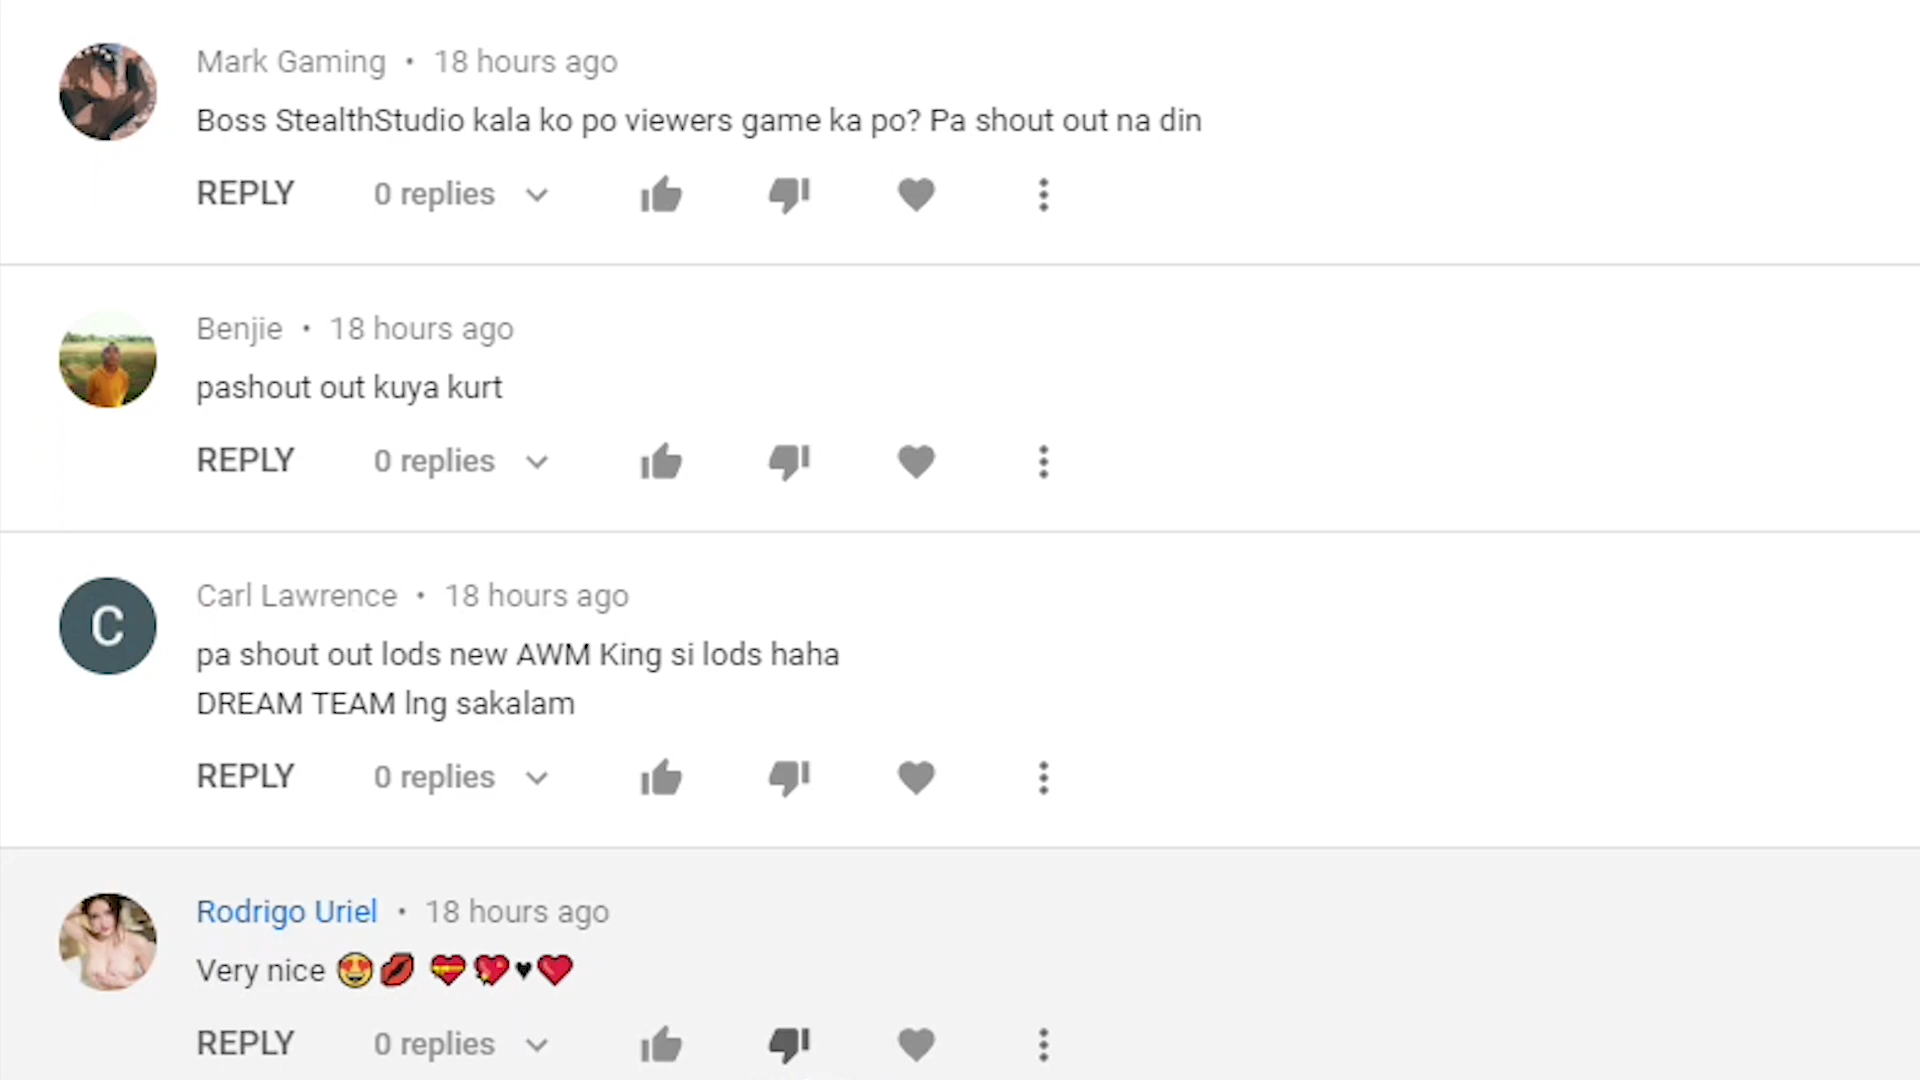 Mark Gaming • 18 hours ago
Boss StealthStudio kala ko po viewers game ka po? Pa shout out na din
REPLY 0 replies
Benjie • 18 hours ago
pashout out kuya kurt
REPLY 0 replies
C
Carl Lawrence • 18 hours ago
pa shout out lods new AWM King si lods haha
DREAM TEAM lng sakalam
REPLY 0 replies
Rodrigo Uriel • 18 hours ago
Very nice 😍💋 💝💖♥❤️
REPLY 0 replies